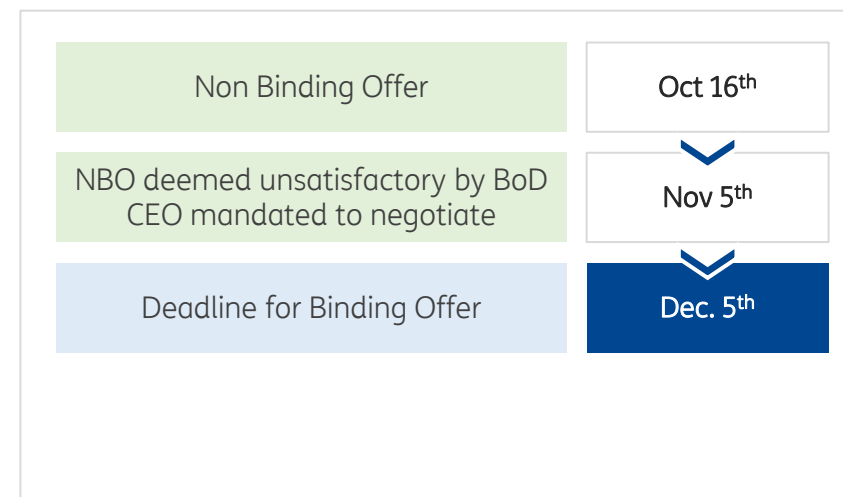 Non Binding Offer
Oct 16th
NBO deemed unsatisfactory by BoD
CEO mandated to negotiate
Nov 5th
Deadline for Binding Offer
Dec. 5th